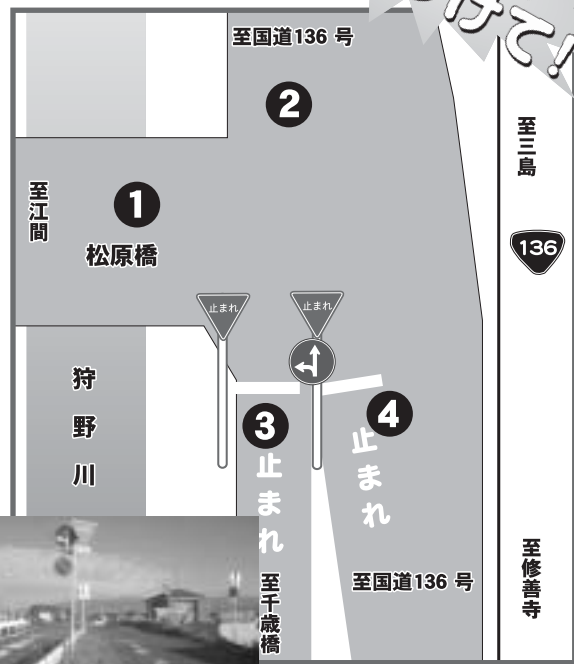 けて!
至国道136 号
2
至三島
136
1
至江間
松原橋
止まれ
止まれ
狩野川
3
止まれ
4
止まれ
至国道136 号
至千歳橋
至修善寺